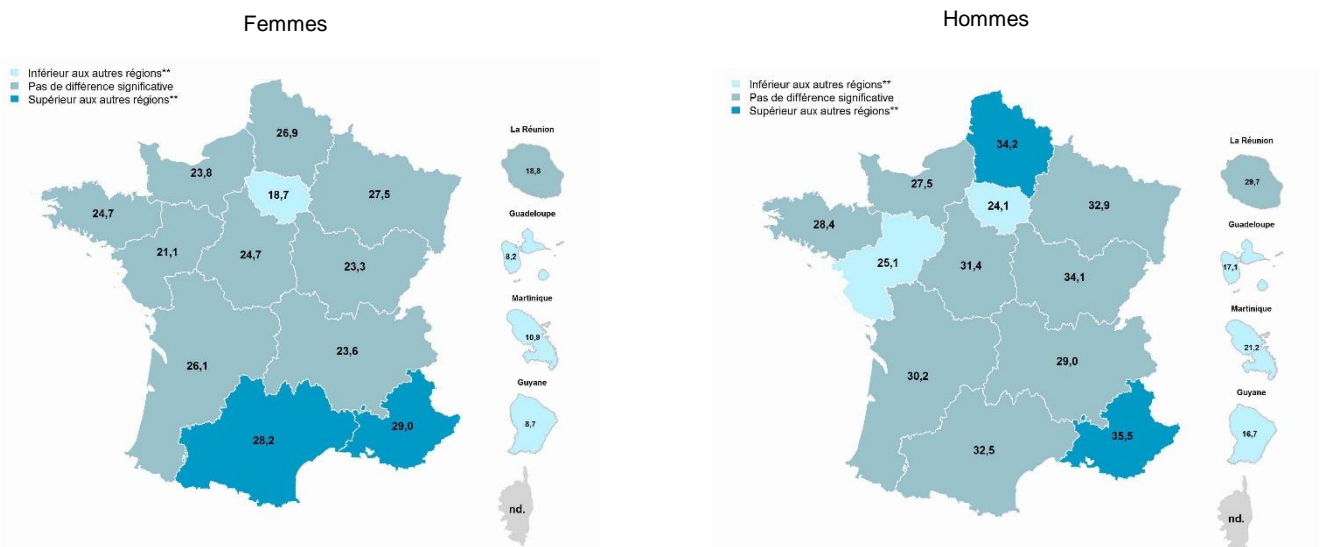 Femmes
Inférieur aux autres régions**
Pas de différence significative
Supérieur aux autres régions**
26,9
23,8
18,7
27,5
24,7
21,1
24,7
23,3
26,1
23,6
28,2
29,0
La Réunion
18,8
Guadeloupe
8,2
Martinique
10,9
Guyane
8,7
nd.
Hommes
Inférieur aux autres régions**
Pas de différence significative
Supérieur aux autres régions**
34,2
27,5
24,1
32,9
28,4
25,1
31,4
34,1
30,2
29,0
32,5
35,5
La Réunion
29,7
Guadeloupe
17,1
Martinique
21,2
Guyane
16,7
nd.